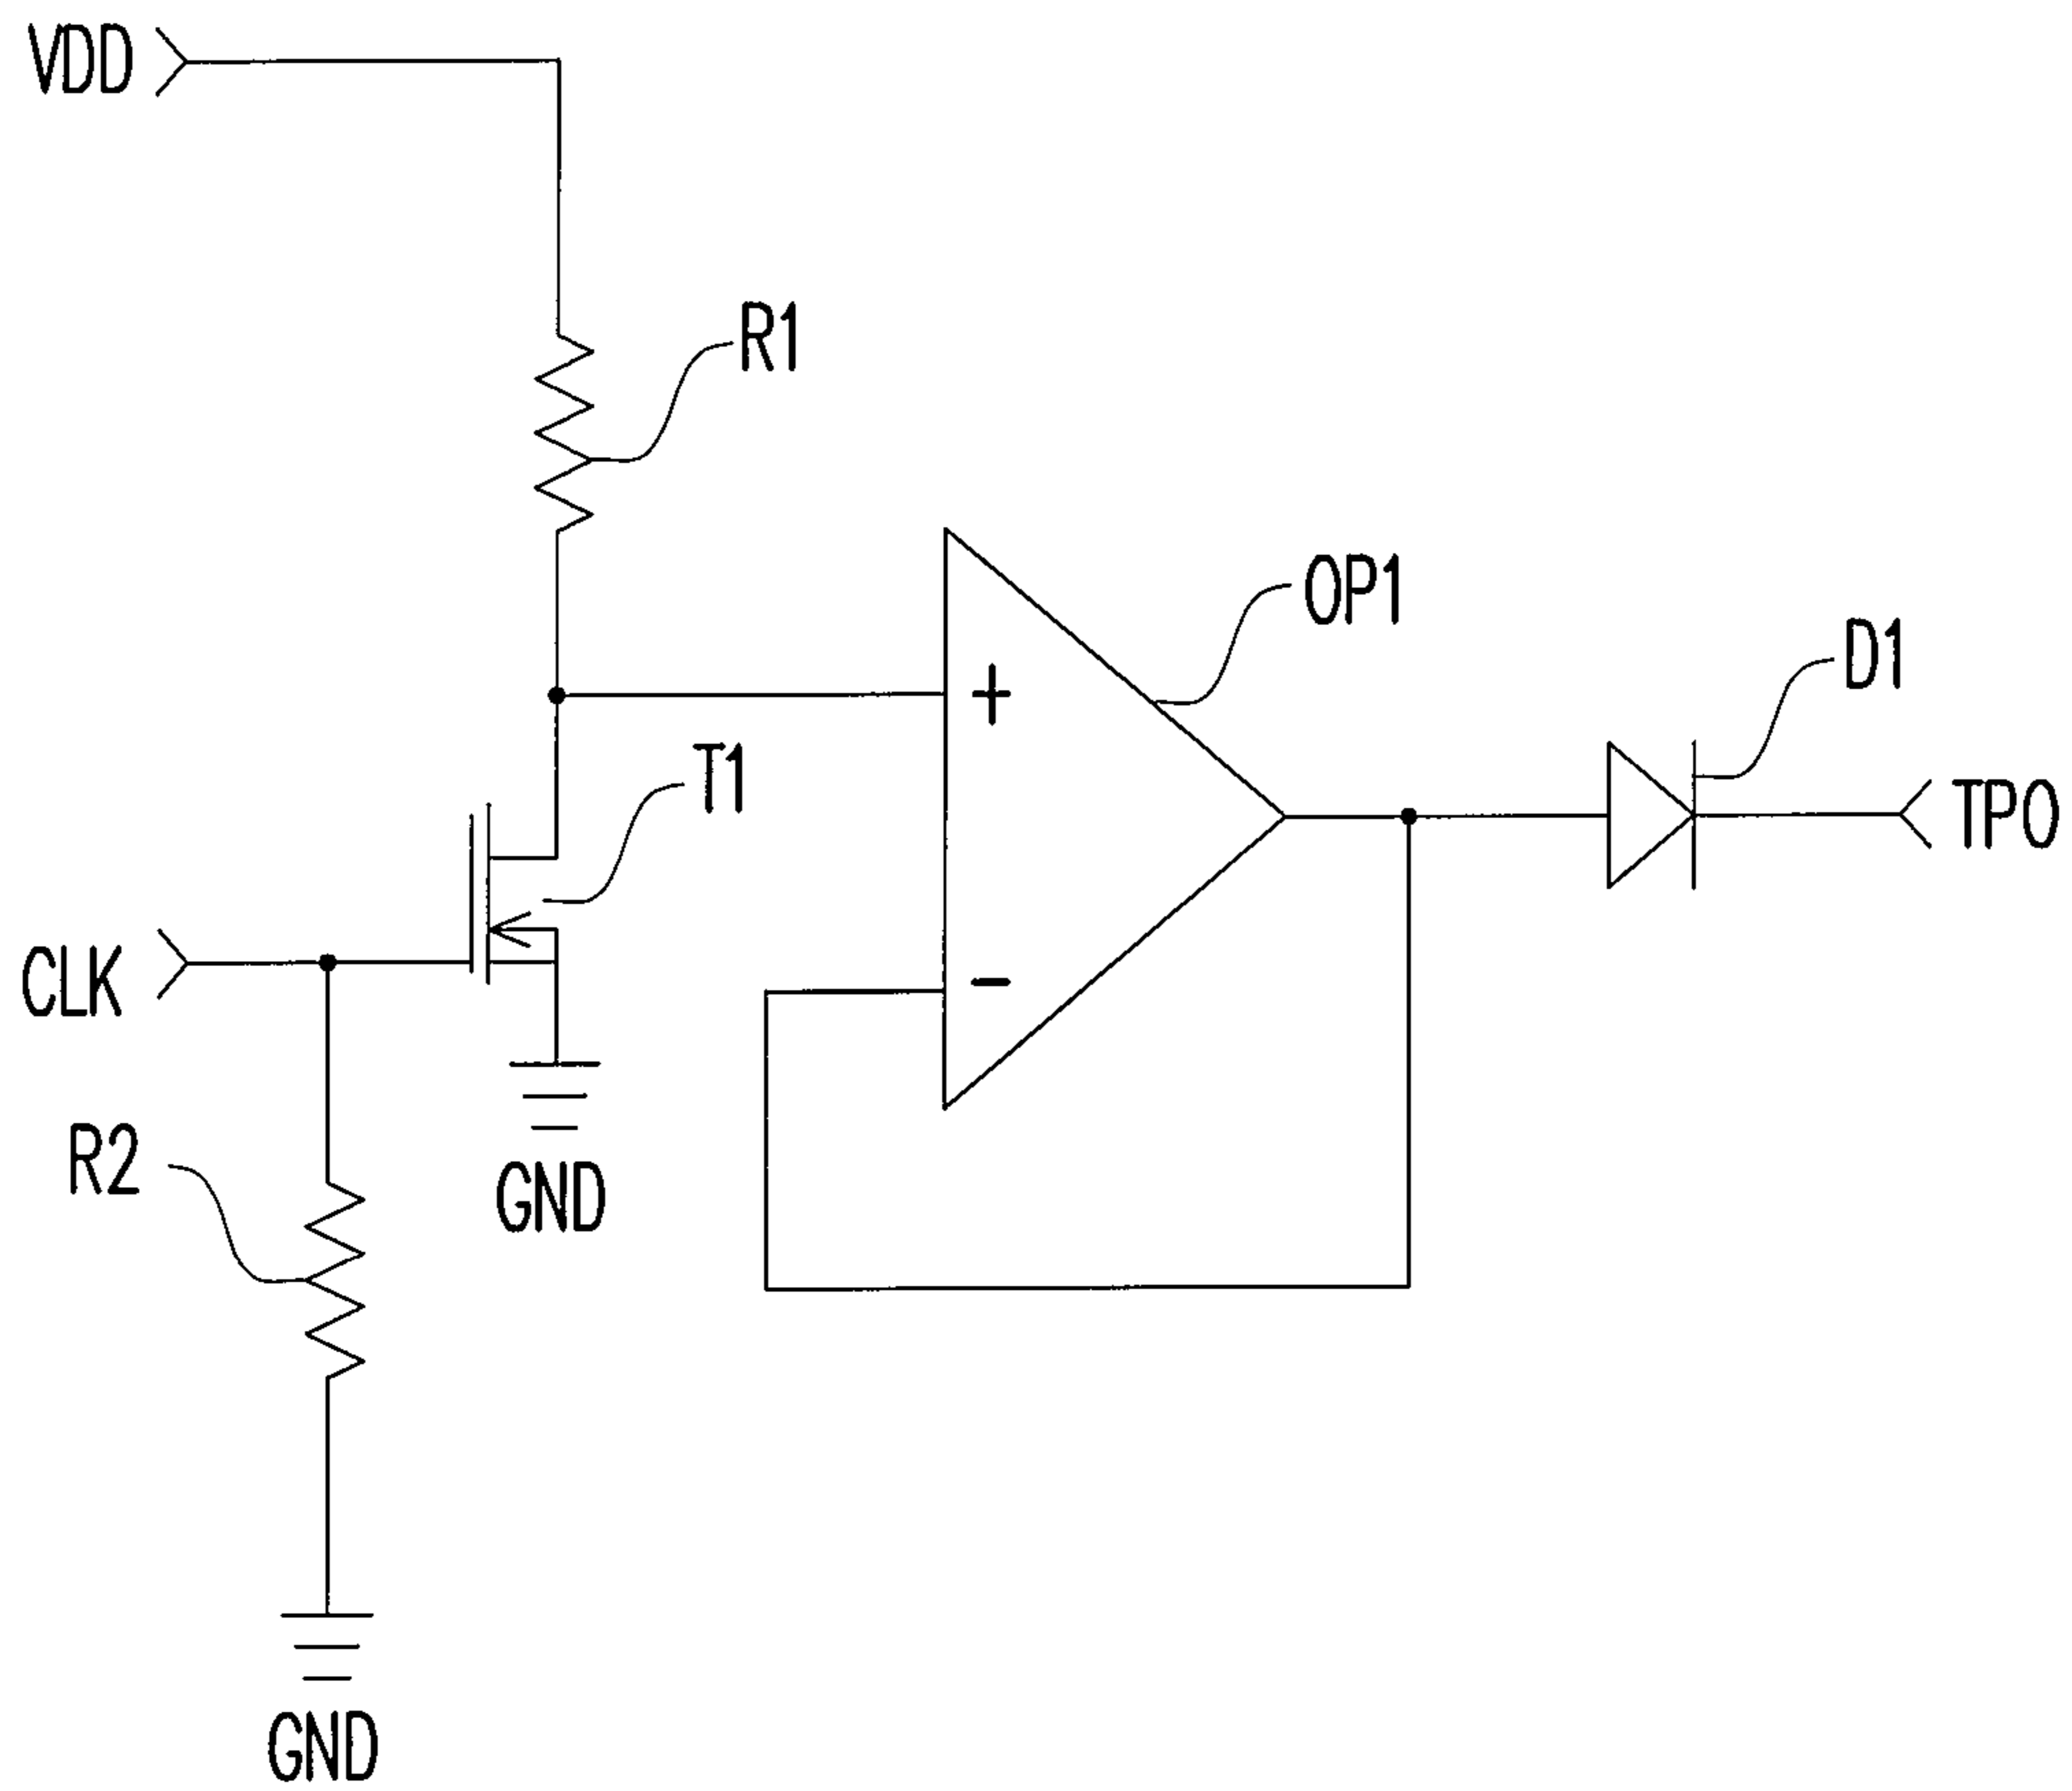 VDD
R1
OP1
D1
T1
TPO
CLK
+
−
R2
GND
GND